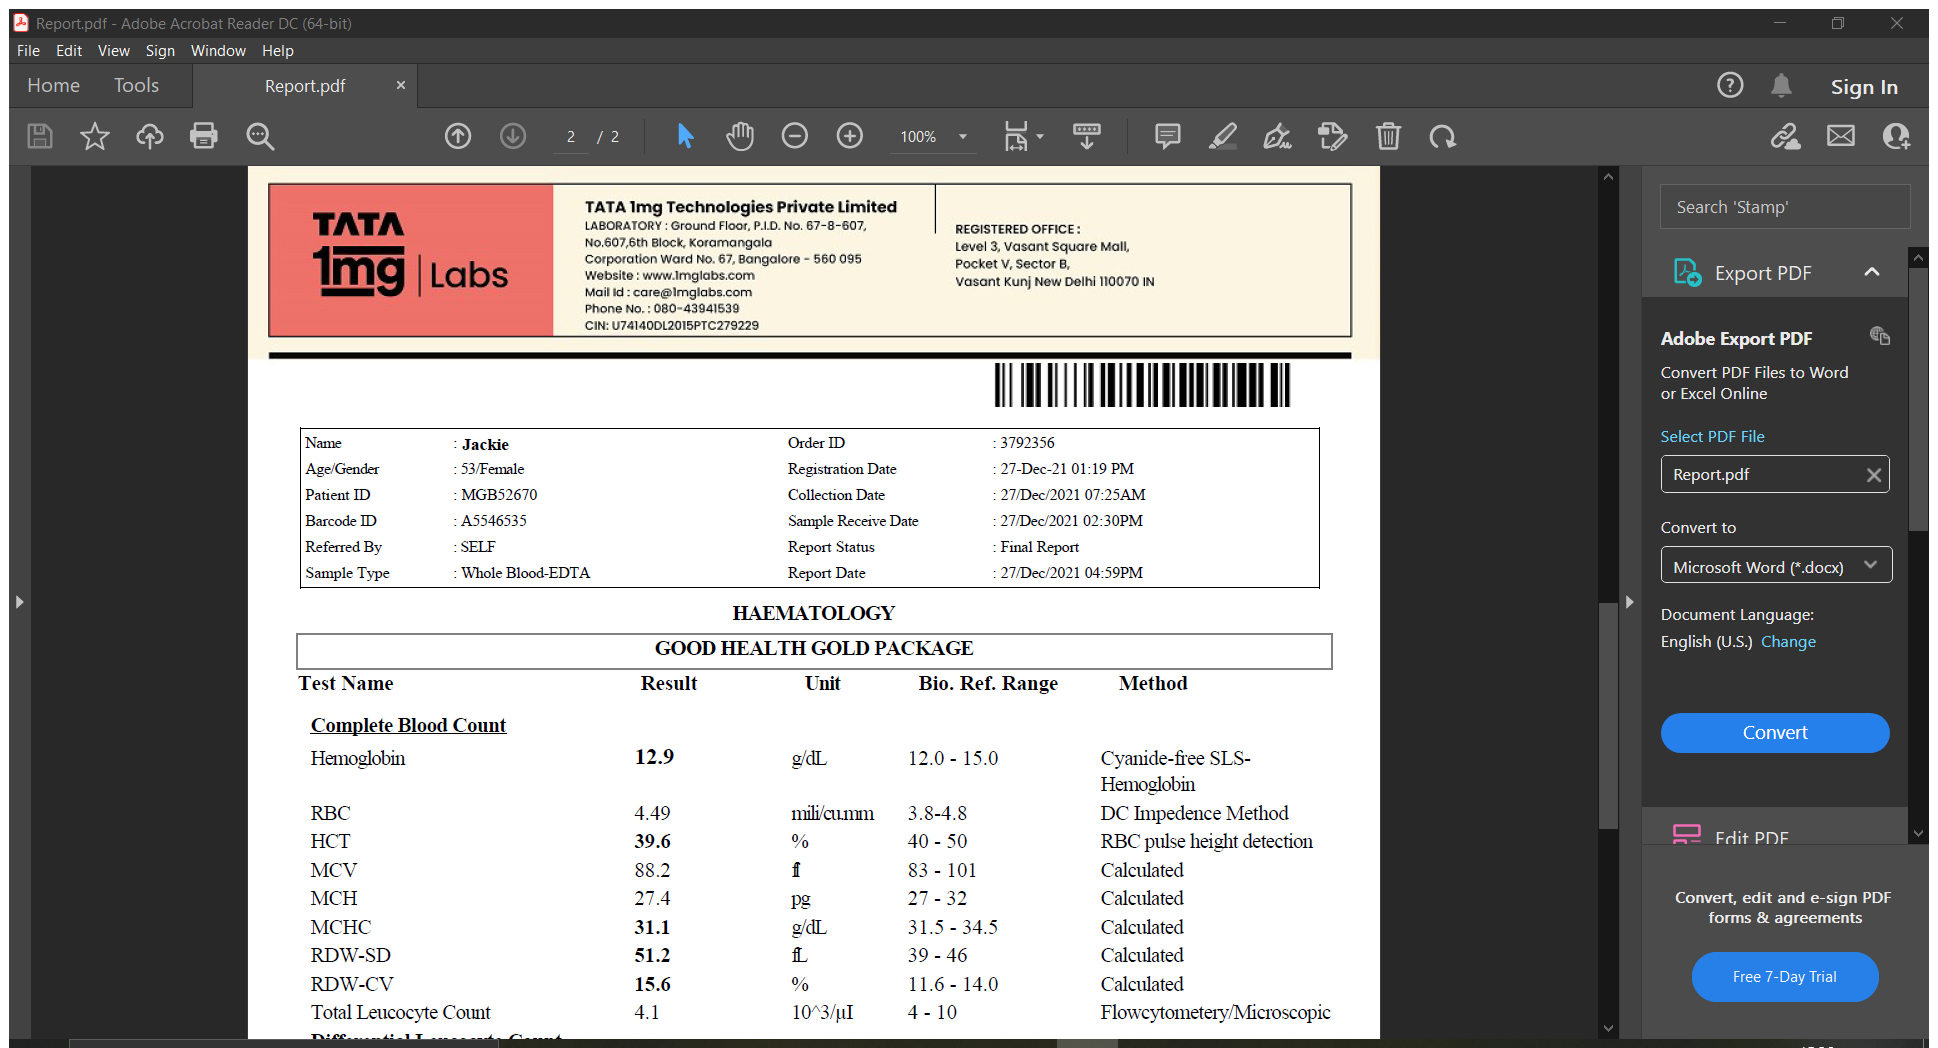 Report.pdf - Adobe Acrobat Reader DC (64-bit)
File Edit View Sign Window Help
Home Tools Report.pdf × Sign In
2 / 2 100%
TATA
1mg Labs
TATA 1mg Technologies Private Limited
LABORATORY : Ground Floor, P.I.D. No. 67-8-607,
No.607,6th Block, Koramangala
Corporation Ward No. 67, Bangalore - 560 095
Website : www.1mglabs.com
Mail Id : care@1mglabs.com
Phone No. : 080-43941539
CIN: U74140DL2015PTC279229
REGISTERED OFFICE :
Level 3, Vasant Square Mall,
Pocket V, Sector B,
Vasant Kunj New Delhi 110070 IN
Name : Jackie Order ID : 3792356
Age/Gender : 53/Female Registration Date : 27-Dec-21 01:19 PM
Patient ID : MGB52670 Collection Date : 27/Dec/2021 07:25AM
Barcode ID : A5546535 Sample Receive Date : 27/Dec/2021 02:30PM
Referred By : SELF Report Status : Final Report
Sample Type : Whole Blood-EDTA Report Date : 27/Dec/2021 04:59PM
HAEMATOLOGY
GOOD HEALTH GOLD PACKAGE
Test Name Result Unit Bio. Ref. Range Method
Complete Blood Count
Hemoglobin 12.9 g/dL 12.0 - 15.0 Cyanide-free SLS-
Hemoglobin
RBC 4.49 mili/cu.mm 3.8-4.8 DC Impedence Method
HCT 39.6 % 40 - 50 RBC pulse height detection
MCV 88.2 fl 83 - 101 Calculated
MCH 27.4 pg 27 - 32 Calculated
MCHC 31.1 g/dL 31.5 - 34.5 Calculated
RDW-SD 51.2 fL 39 - 46 Calculated
RDW-CV 15.6 % 11.6 - 14.0 Calculated
Total Leucocyte Count 4.1 10^3/µI 4 - 10 Flowcytometery/Microscopic
Differential Leucocyte Count
Search 'Stamp'
Export PDF
Adobe Export PDF
Convert PDF Files to Word
or Excel Online
Select PDF File
Report.pdf
Convert to
Microsoft Word (*.docx)
Document Language:
English (U.S.) Change
Convert
Edit PDF
Convert, edit and e-sign PDF
forms & agreements
Free 7-Day Trial